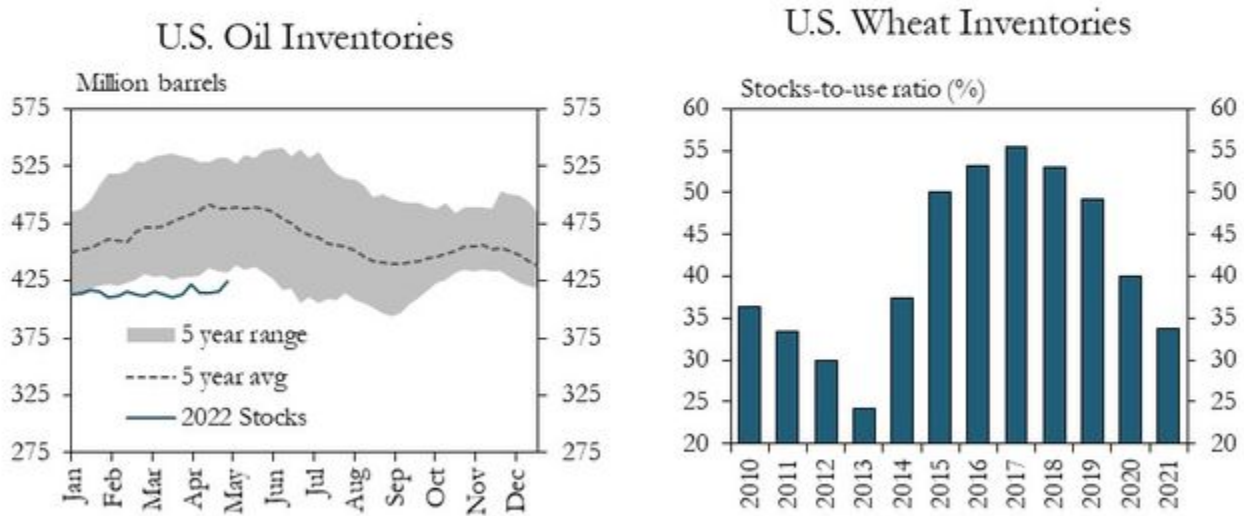 U.S. Oil Inventories
Million barrels
575
525
475
425
375
325
275
575
525
475
425
375
325
275
5 year range
5 year avg
2022 Stocks
Jan
Feb
Mar
Apr
May
Jun
Jul
Aug
Sep
Oct
Nov
Dec
U.S. Wheat Inventories
Stocks-to-use ratio (%)
60
55
50
45
40
35
30
25
20
60
55
50
45
40
35
30
25
20
2010
2011
2012
2013
2014
2015
2016
2017
2018
2019
2020
2021